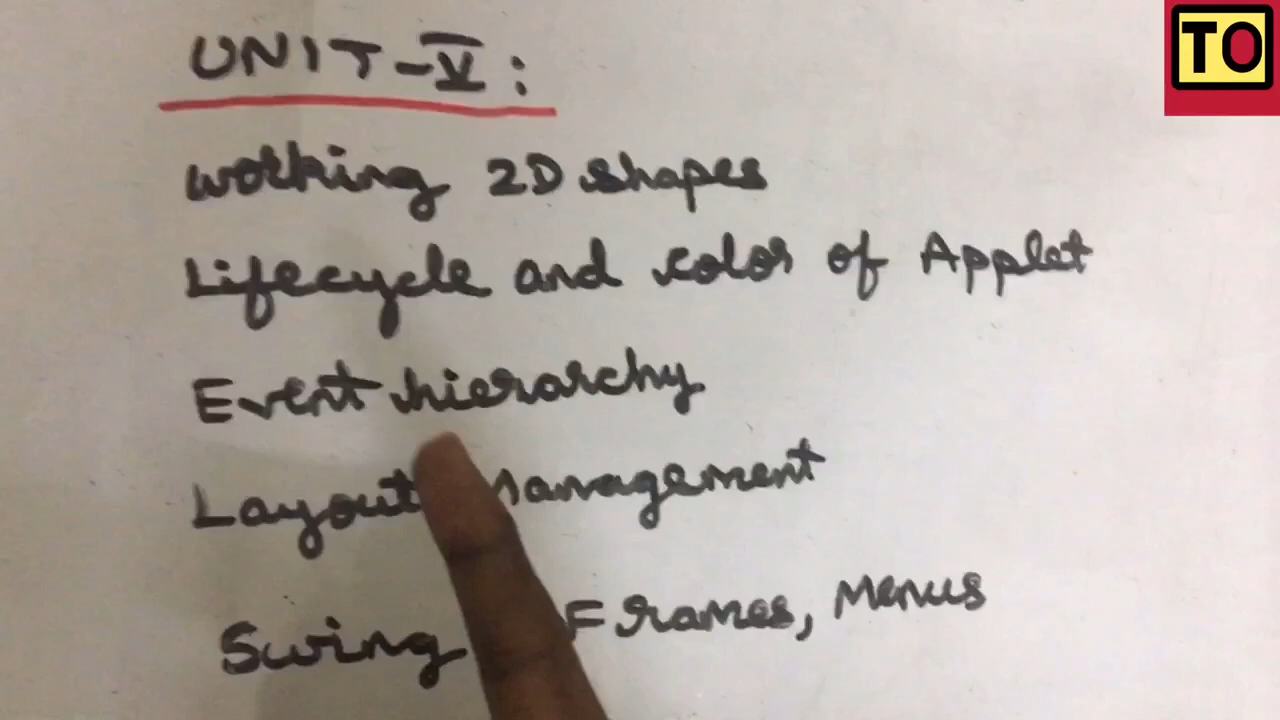 TO
UNIT-V:
working 2D shapes
Lifecycle and color of Applet
Event hierarchy
Layout Management
Swing Frames, Menus